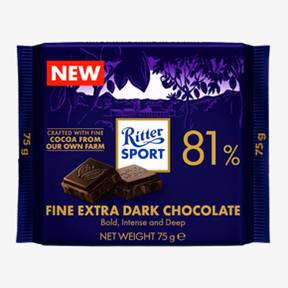 NEW
CRAFTED WITH FINE
COCOA FROM
OUR OWN FARM
Ritter
SPORT
81%
75 g
75 g
FINE EXTRA DARK CHOCOLATE
Bold, Intense and Deep
NET WEIGHT 75 g e